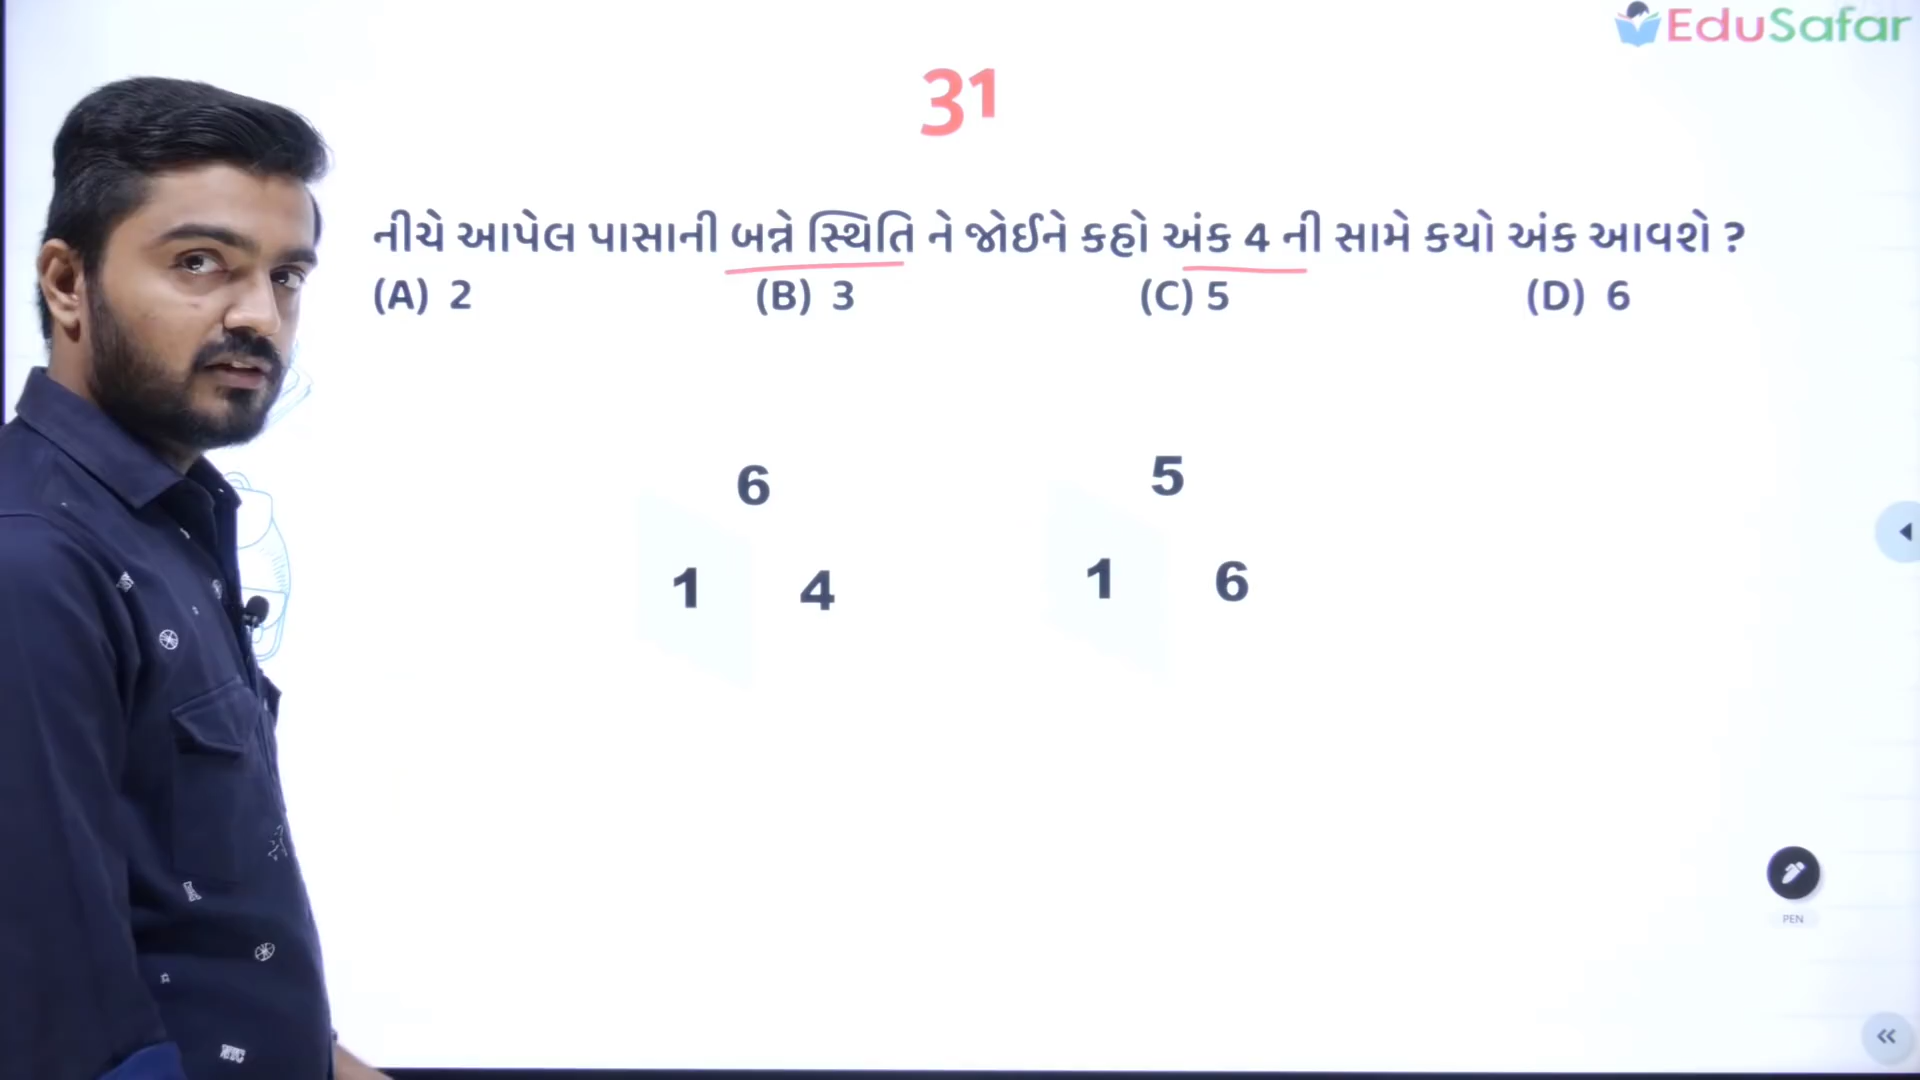 EduSafar
31
નીચે આપેલ પાસાની બન્ને સ્થિતિ ને જોઈને કહો અંક 4 ની સામે કયો અંક આવશે ?
(A) 2 (B) 3 (C) 5 (D) 6
6 5
1 4 1 6
PEN